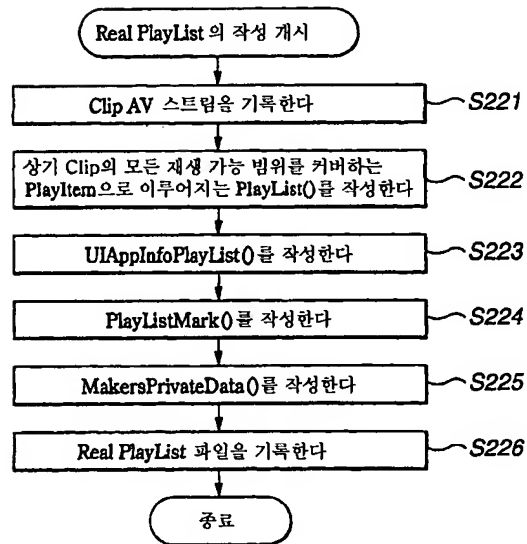 Real PlayList 의 작성 개시
Clip AV 스트림을 기록한다
S221
상기 Clip의 모든 재생 가능 범위를 커버하는
PlayItem으로 이루어지는 PlayList()를 작성한다
S222
UIAppInfoPlayList()를 작성한다
S223
PlayListMark()를 작성한다
S224
MakersPrivateData()를 작성한다
S225
Real PlayList 파일을 기록한다
S226
종료